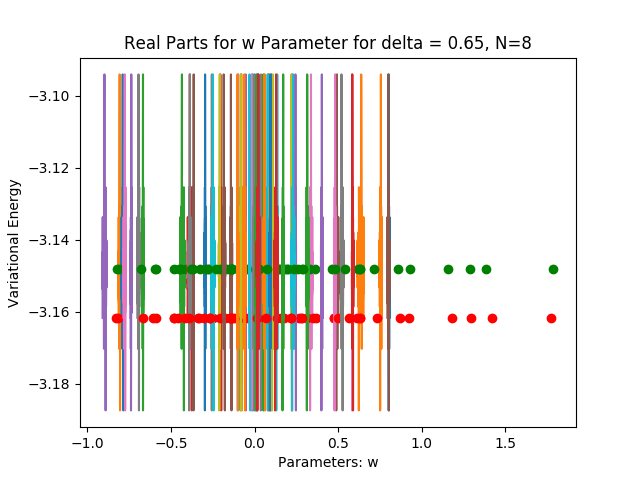 Real Parts for w Parameter for delta = 0.65, N=8
−3.10
−3.12
−3.14
−3.16
−3.18
Variational Energy
−1.0 −0.5 0.0 0.5 1.0 1.5
Parameters: w